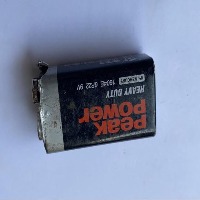 Peak
Power
HEAVY DUTY
1604E 6F22 9V